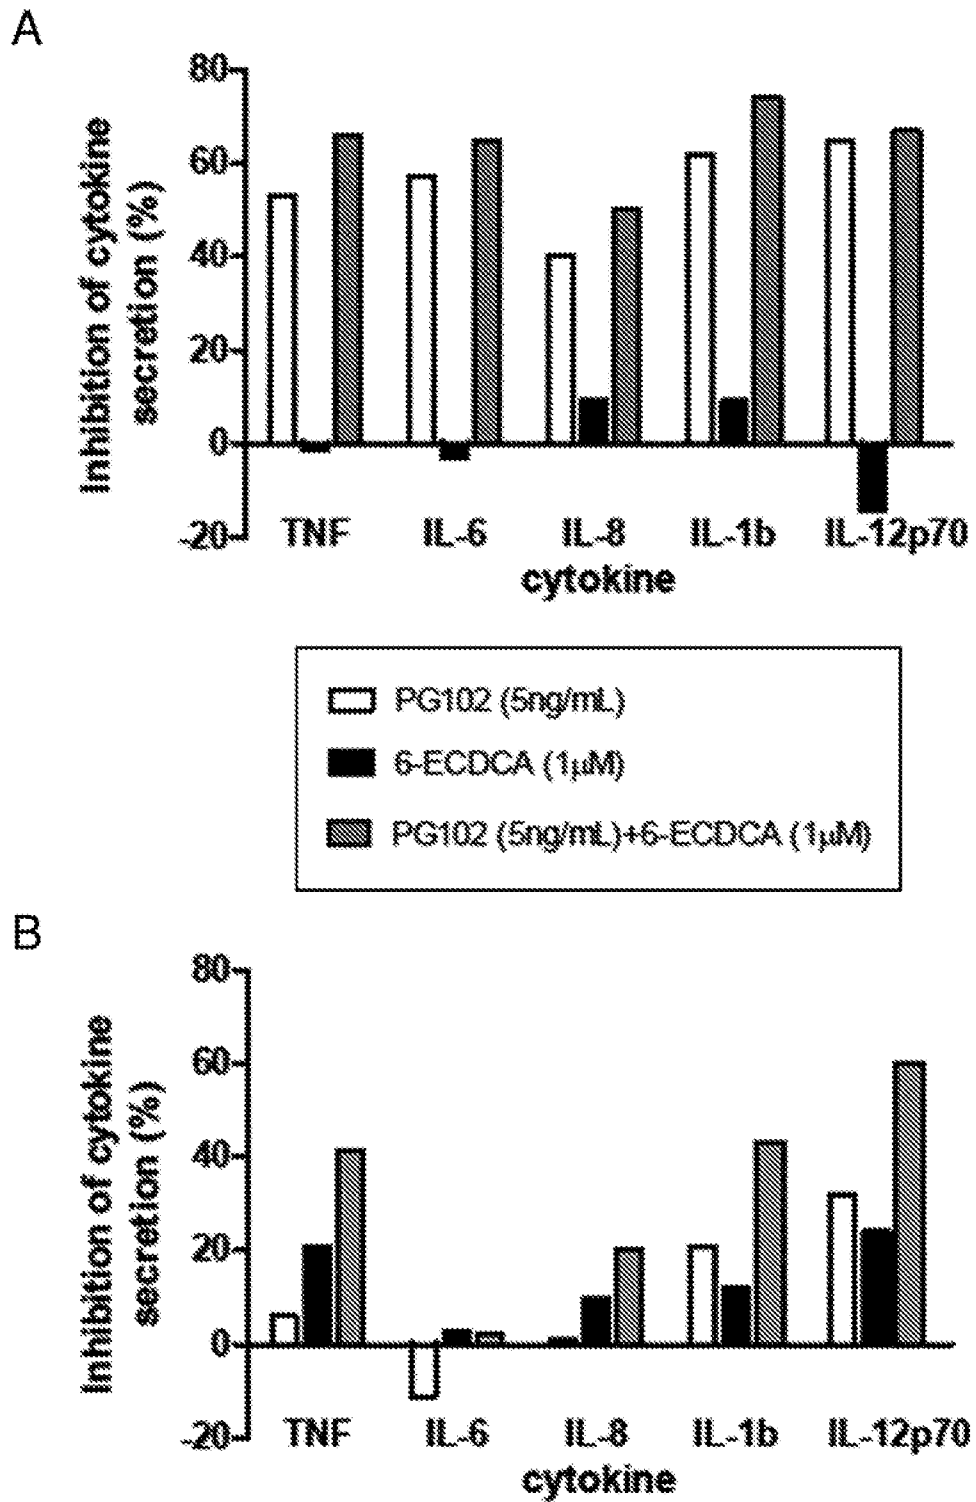 A
Inhibition of cytokine
secretion (%)
80
60
40
20
0
-20
TNF IL-6 IL-8 IL-1b IL-12p70
cytokine
PG102 (5ng/mL)
6-ECDCA (1µM)
PG102 (5ng/mL)+6-ECDCA (1µM)
B
Inhibition of cytokine
secretion (%)
80
60
40
20
0
-20
TNF IL-6 IL-8 IL-1b IL-12p70
cytokine